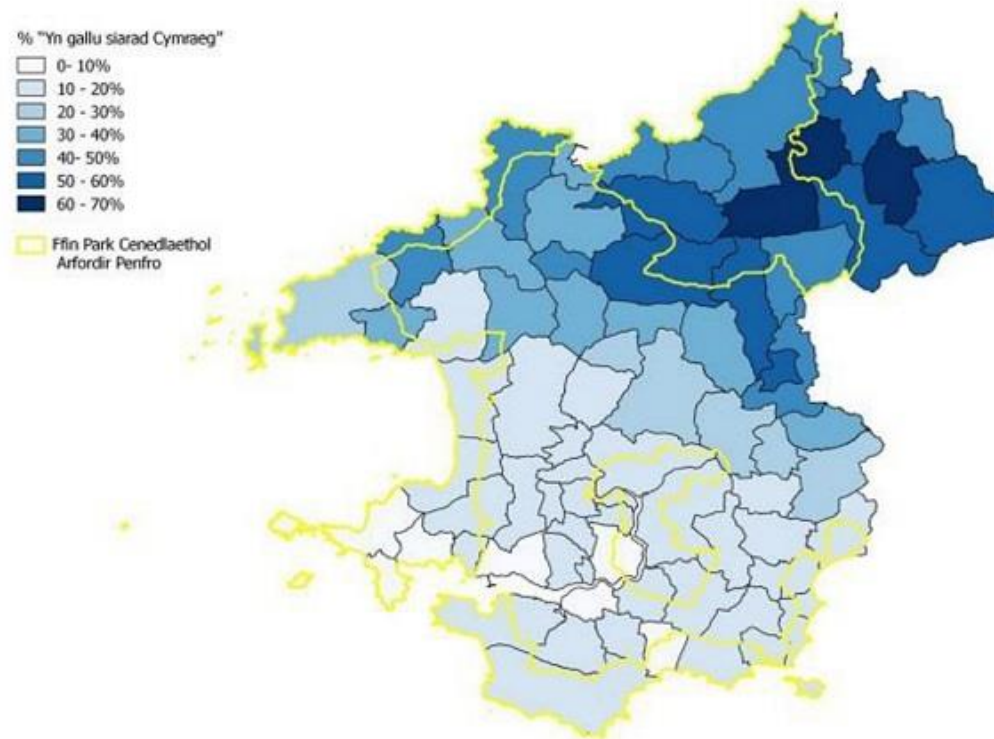 % "Yn gallu siarad Cymraeg"
0- 10%
10 - 20%
20 - 30%
30 - 40%
40- 50%
50 - 60%
60 - 70%
Ffin Park Cenedlaethol
Arfordir Penfro